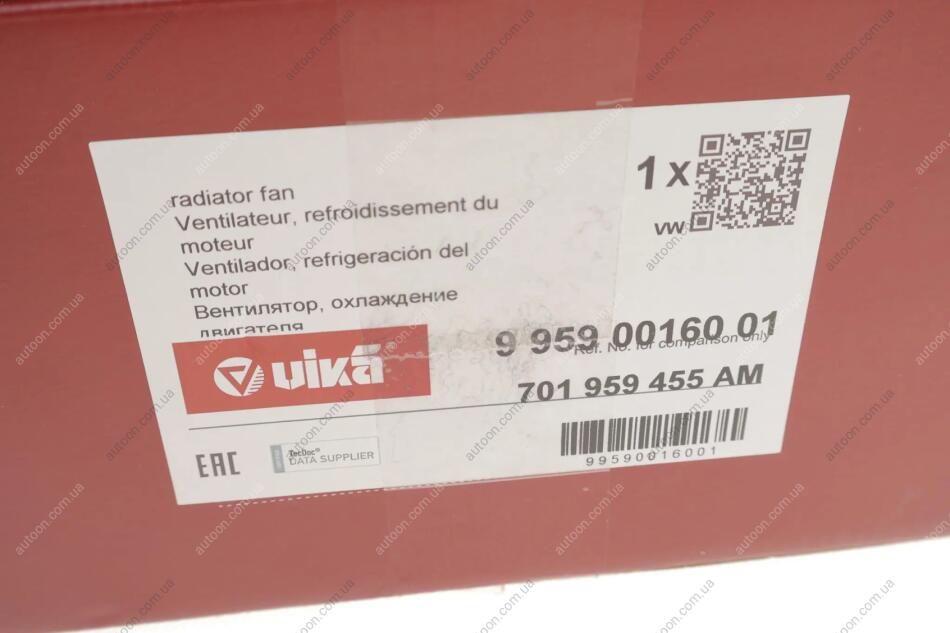 radiator fan
Ventilateur, refroidissement du
moteur
Ventilador, refrigeración del
motor
Вентилятор, охлаждение
двигателя
1 x
VW
vika
9 959 00160 01
Ref. No. for comparison only
701 959 455 AM
99590016001
EAC
TecDoc®
DATA SUPPLIER
autoon.com.ua